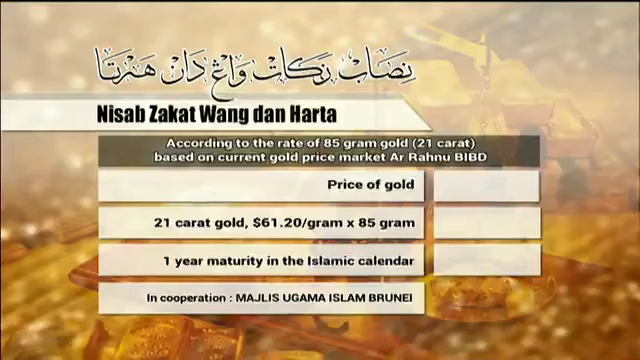 نصاب زكات واڠ دان هرتا
Nisab Zakat Wang dan Harta
According to the rate of 85 gram gold (21 carat)
based on current gold price market Ar Rahnu BIBD
Price of gold
21 carat gold, $61.20/gram x 85 gram
1 year maturity in the Islamic calendar
In cooperation : MAJLIS UGAMA ISLAM BRUNEI